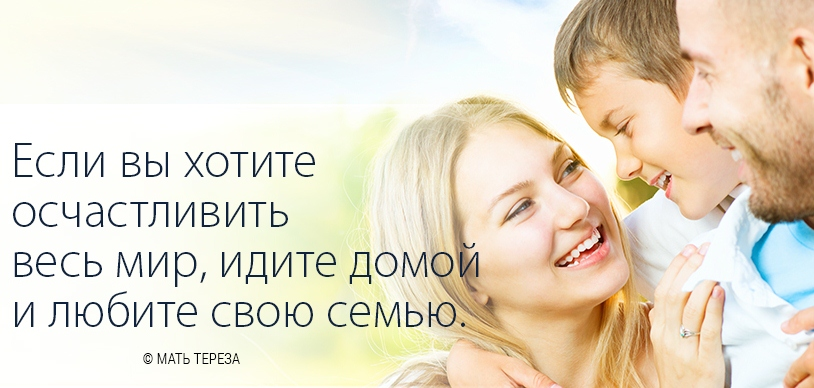 Если вы хотите
осчастливить
весь мир, идите домой
и любите свою семью.
© МАТЬ ТЕРЕЗА